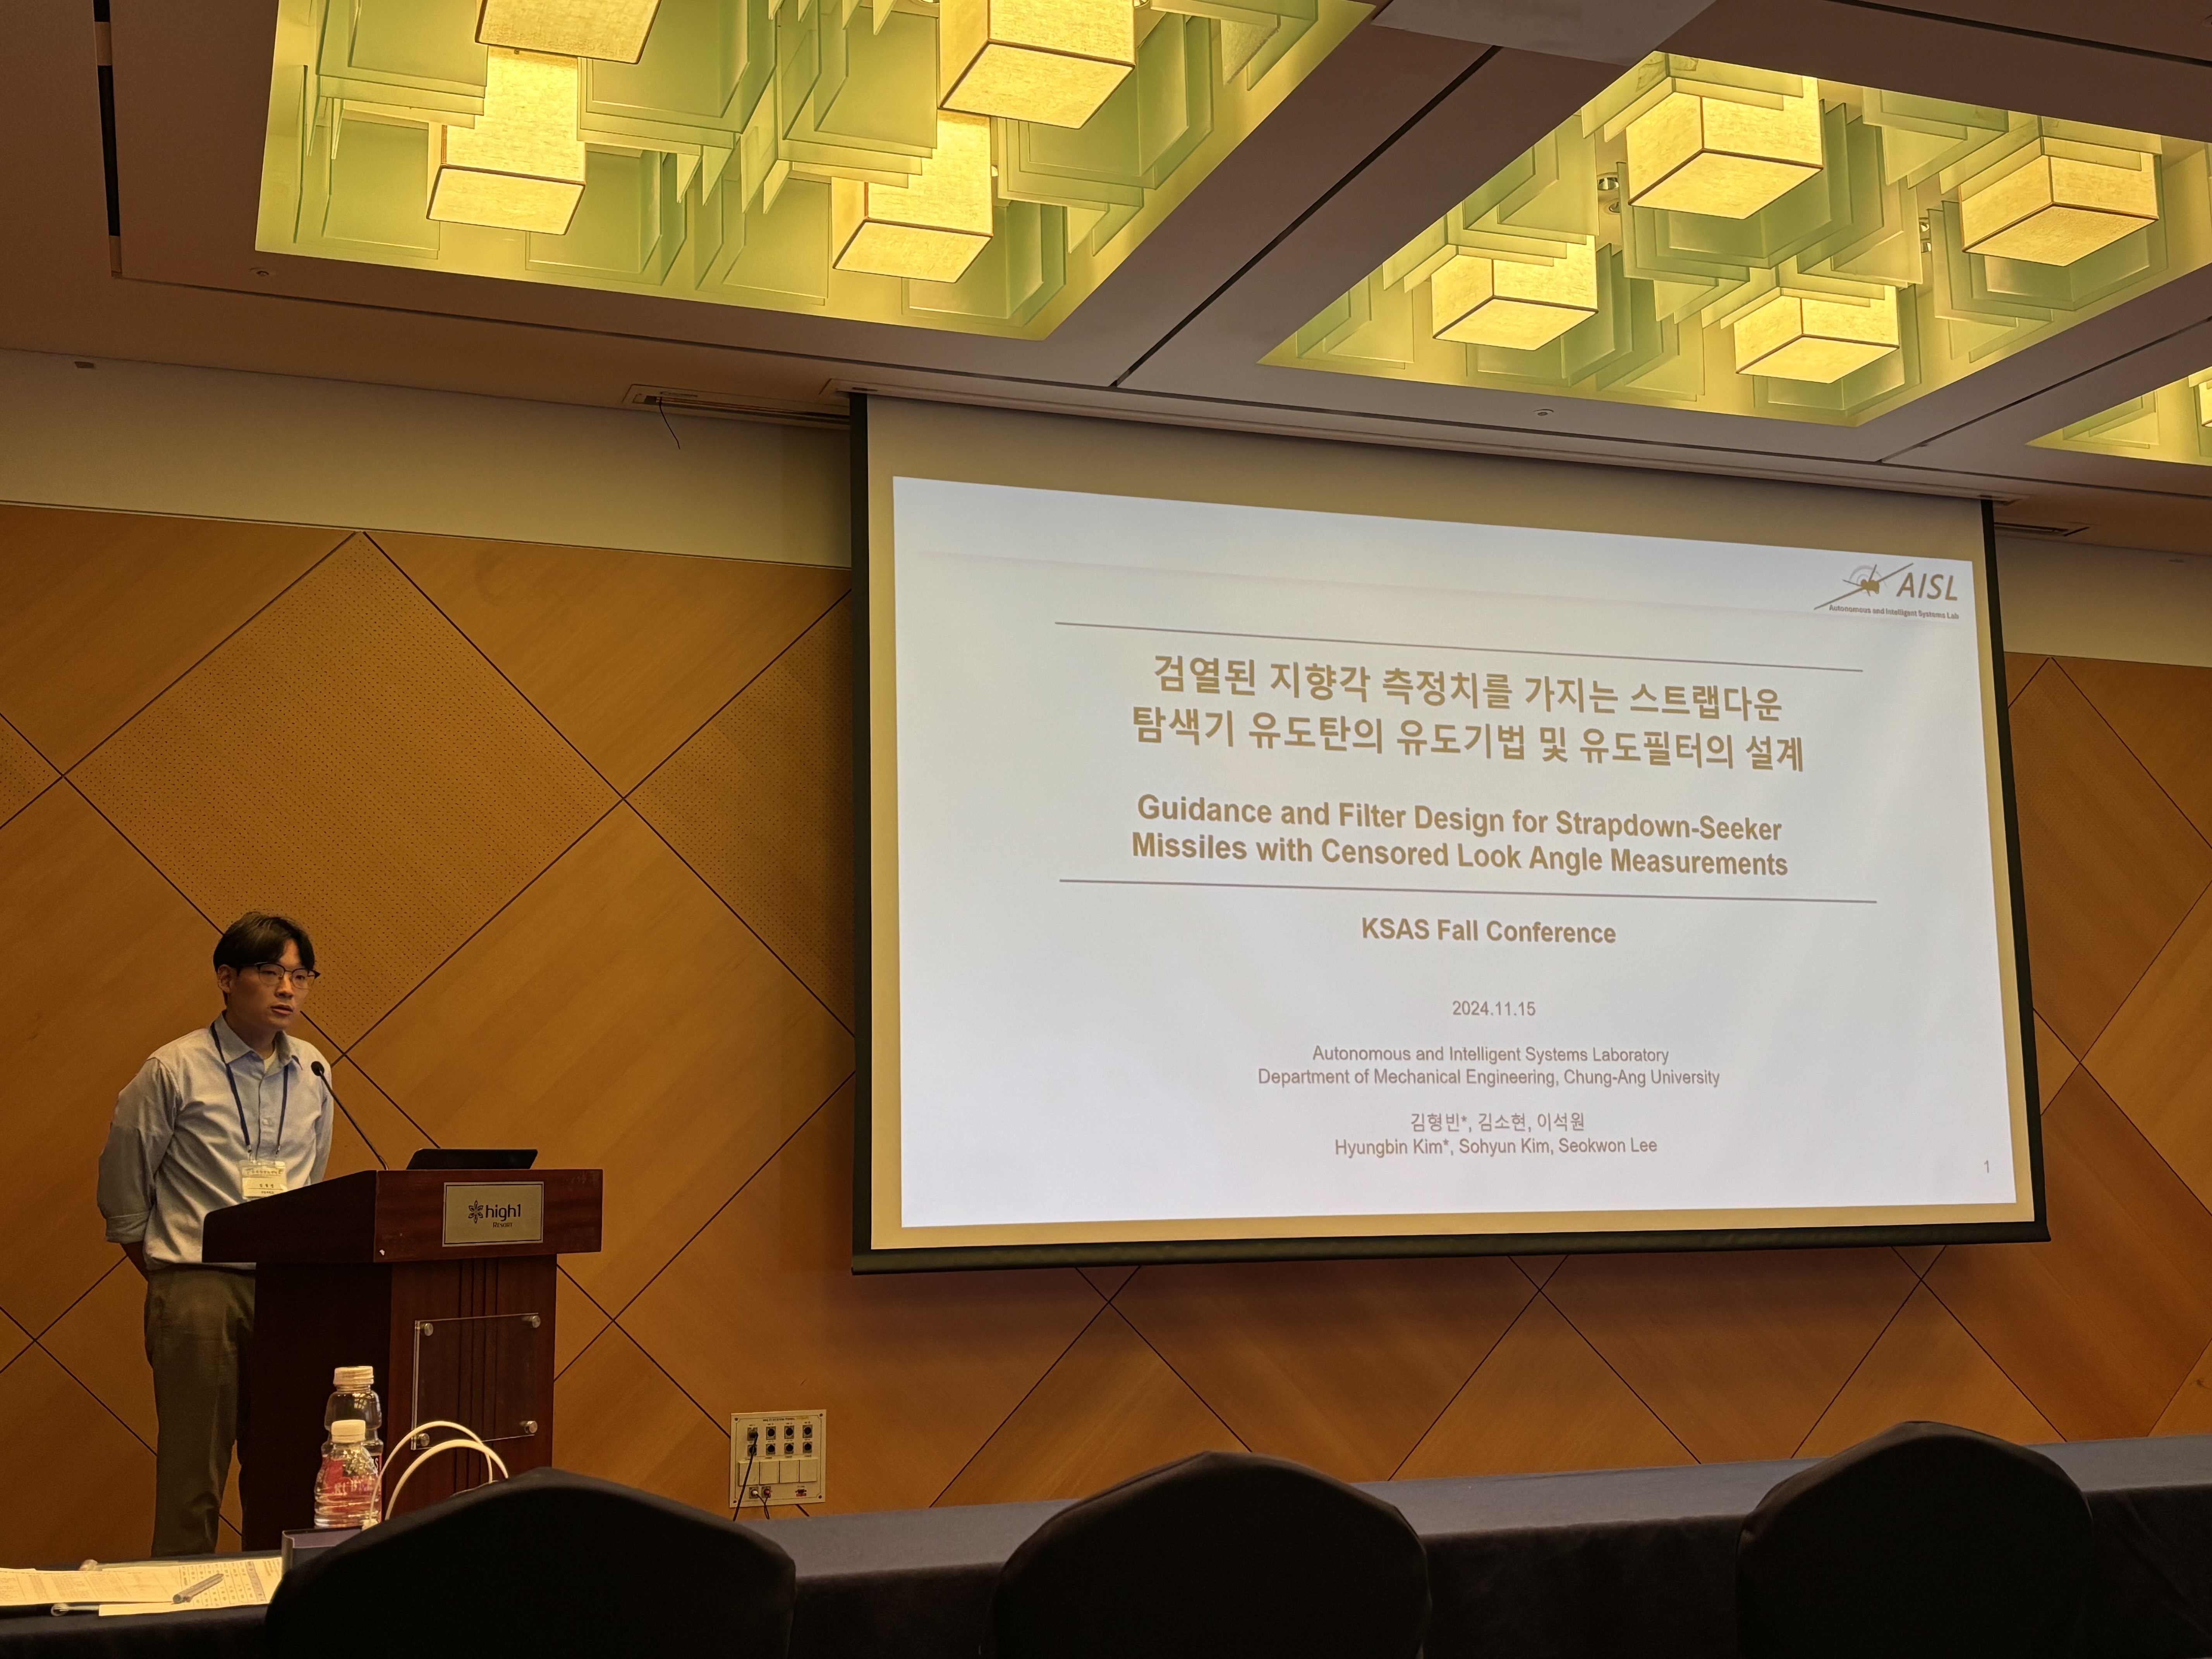 AISL
Autonomous and Intelligent Systems Lab
검열된 지향각 측정치를 가지는 스트랩다운
탐색기 유도탄의 유도기법 및 유도필터의 설계
Guidance and Filter Design for Strapdown-Seeker
Missiles with Censored Look Angle Measurements
KSAS Fall Conference
2024.11.15
Autonomous and Intelligent Systems Laboratory
Department of Mechanical Engineering, Chung-Ang University
김형빈*, 김소현, 이석원
Hyungbin Kim*, Sohyun Kim, Seokwon Lee
1
high1
RESORT